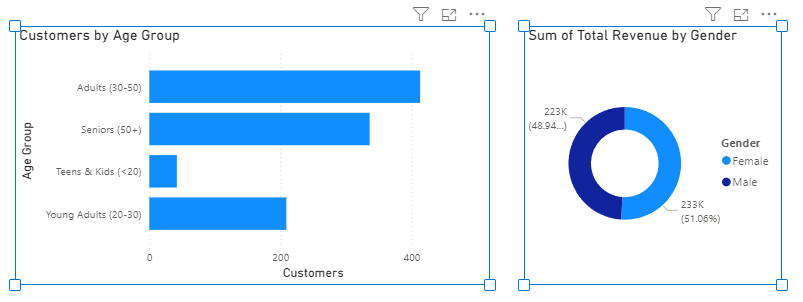 Customers by Age Group
Age Group
Adults (30-50)
Seniors (50+)
Teens & Kids (<20)
Young Adults (20-30)
0
200
400
Customers
Sum of Total Revenue by Gender
223K
(48.94...)
Gender
Female
Male
233K
(51.06%)